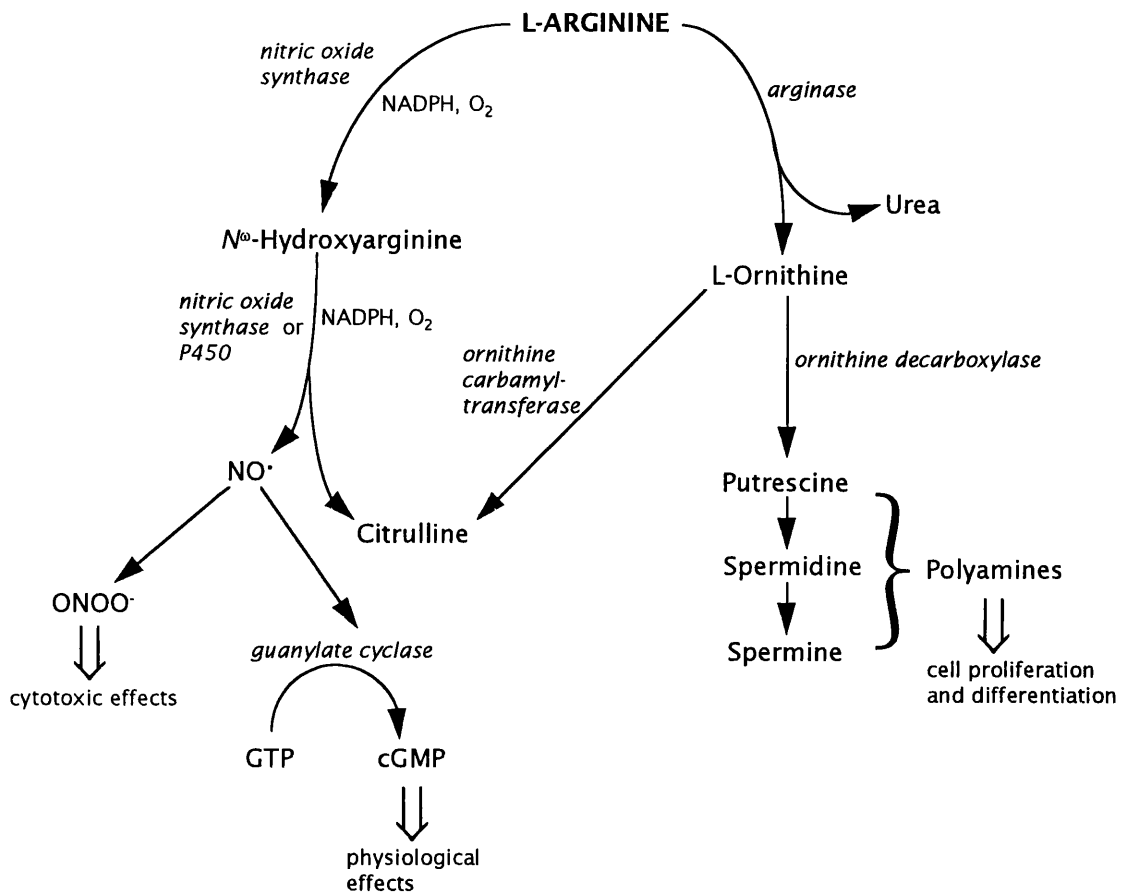 L-ARGININE
nitric oxide
synthase
NADPH, O₂
arginase
Urea
Nω-Hydroxyarginine
L-Ornithine
nitric oxide
synthase or
P450
NADPH, O₂
ornithine
carbamyl-
transferase
ornithine decarboxylase
NO•
Citrulline
Putrescine
Spermidine
Spermine
Polyamines
cell proliferation
and differentiation
ONOO-
cytotoxic effects
guanylate cyclase
GTP
cGMP
physiological
effects